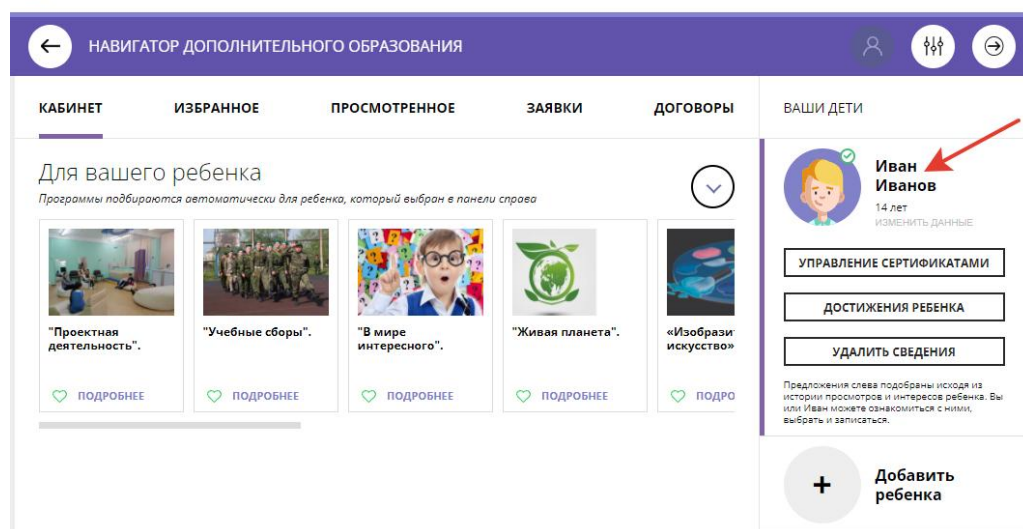 НАВИГАТОР ДОПОЛНИТЕЛЬНОГО ОБРАЗОВАНИЯ
КАБИНЕТ
ИЗБРАННОЕ
ПРОСМОТРЕННОЕ
ЗАЯВКИ
ДОГОВОРЫ
Для вашего ребенка
Программы подбираются автоматически для ребенка, который выбран в панели справа
"Проектная
деятельность".
ПОДРОБНЕЕ
"Учебные сборы".
ПОДРОБНЕЕ
"В мире
интересного".
ПОДРОБНЕЕ
"Живая планета".
ПОДРОБНЕЕ
«Изобрази
искусство»
ПОДРО
ВАШИ ДЕТИ
Иван
Иванов
14 лет
ИЗМЕНИТЬ ДАННЫЕ
УПРАВЛЕНИЕ СЕРТИФИКАТАМИ
ДОСТИЖЕНИЯ РЕБЕНКА
УДАЛИТЬ СВЕДЕНИЯ
Предложения слева подобраны исходя из
истории просмотров и интересов ребенка. Вы
или Иван можете ознакомиться с ними,
выбрать и записаться.
+
Добавить
ребенка